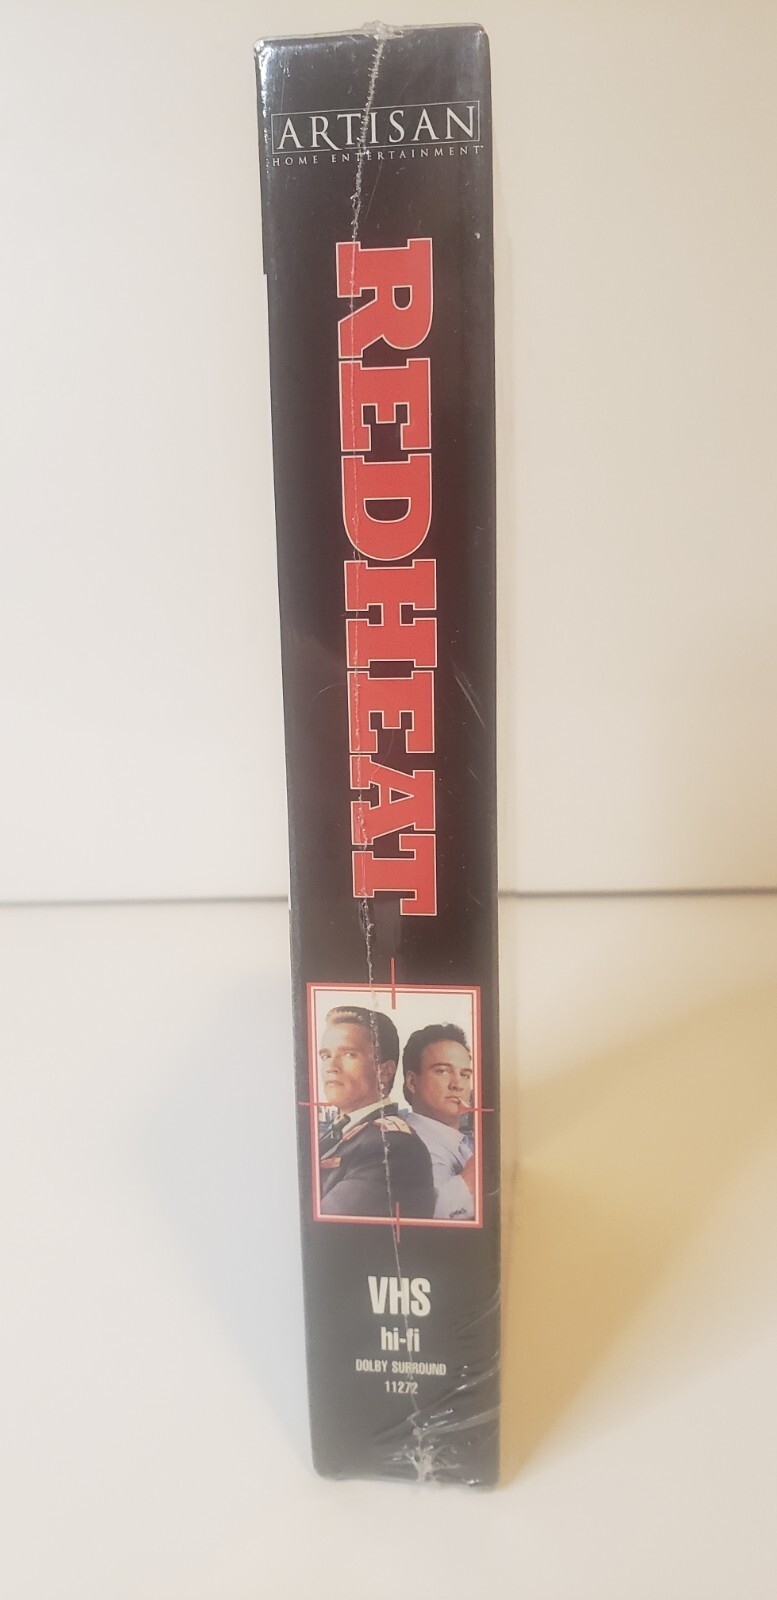 ARTISAN
HOME ENTERTAINMENT
REDHEAT
VHS
hi-fi
DOLBY SURROUND
11272